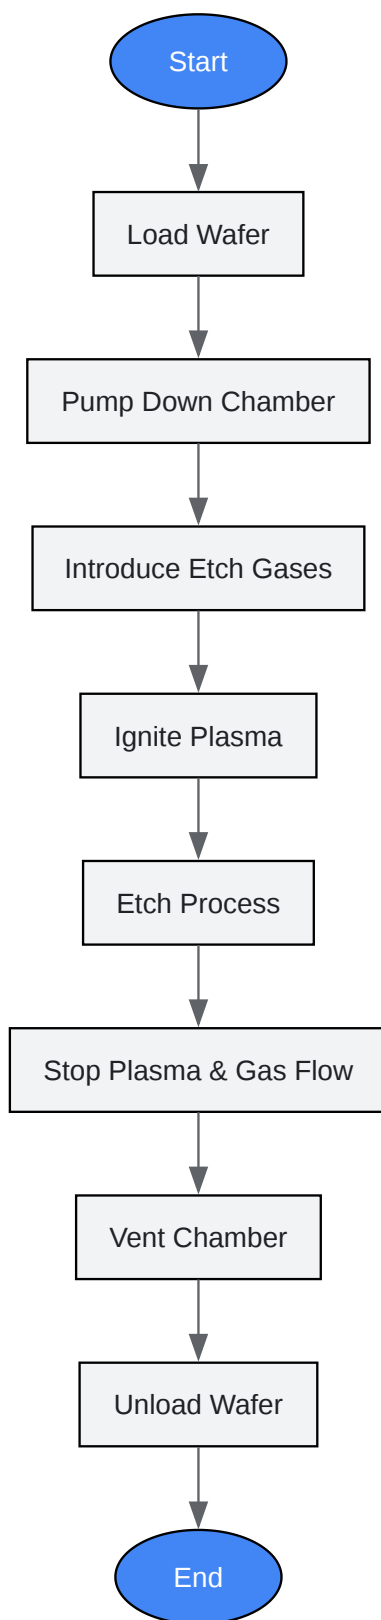 Start
Load Wafer
Pump Down Chamber
Introduce Etch Gases
Ignite Plasma
Etch Process
Stop Plasma & Gas Flow
Vent Chamber
Unload Wafer
End